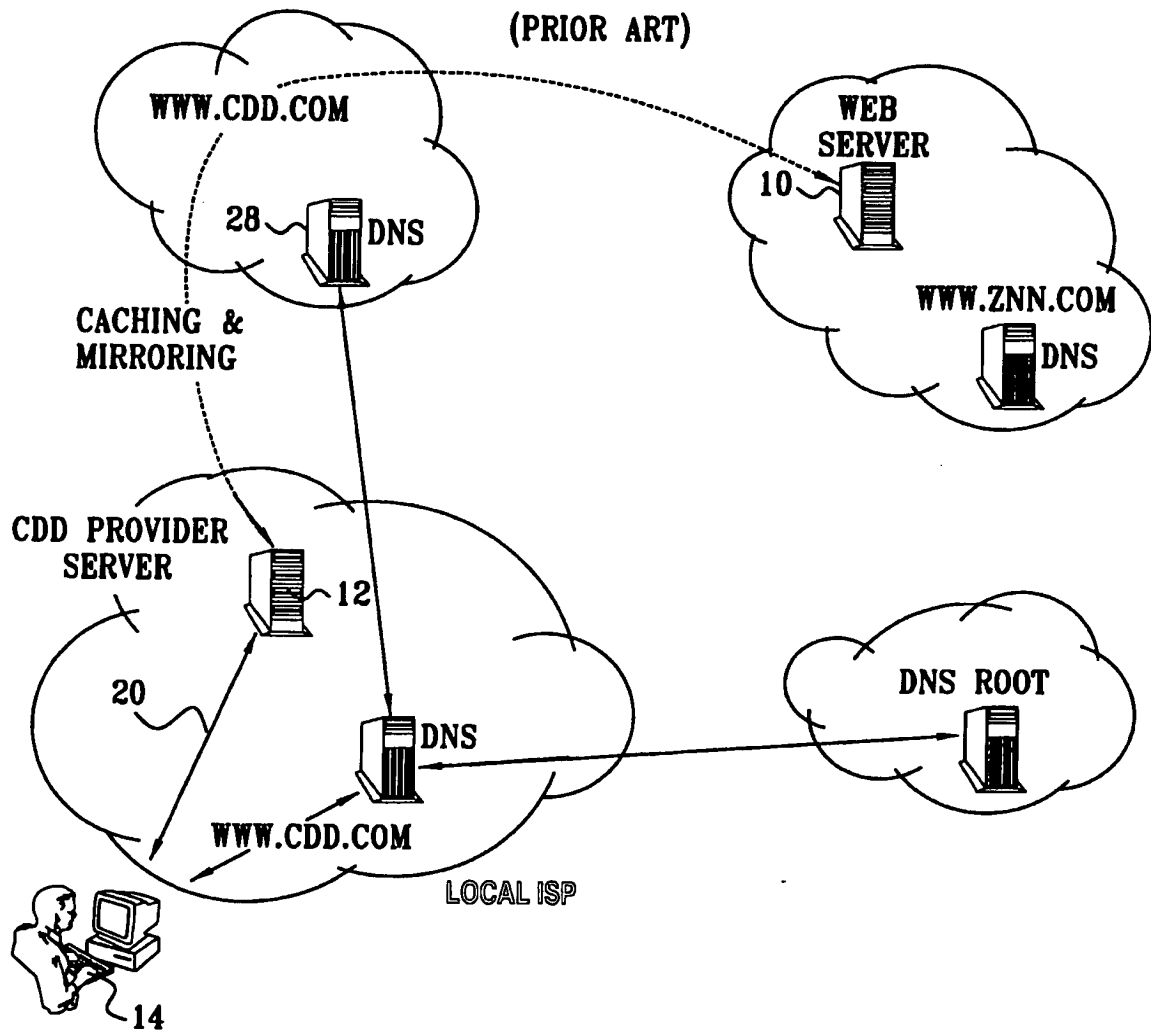 (PRIOR ART)
WWW.CDD.COM
WEB
SERVER
10
28
DNS
WWW.ZNN.COM
DNS
CACHING &
MIRRORING
CDD PROVIDER
SERVER
12
20
DNS
DNS ROOT
WWW.CDD.COM
LOCAL ISP
14